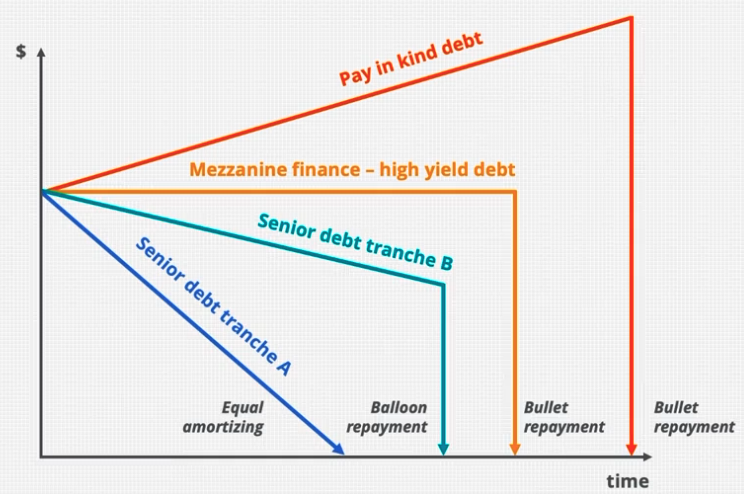 $
Pay in kind debt
Mezzanine finance – high yield debt
Senior debt tranche B
Senior debt tranche A
Equal
amortizing
Balloon
repayment
Bullet
repayment
Bullet
repayment
time